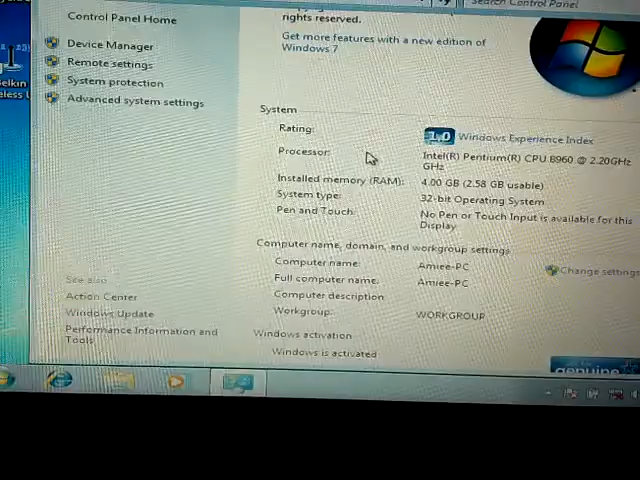 Search Control Panel
Control Panel Home
rights reserved.
Device Manager
Get more features with a new edition of
Windows 7
Remote settings
System protection
Advanced system settings
System
Rating:
1.0 Windows Experience Index
Processor:
Intel(R) Pentium(R) CPU B960 @ 2.20GHz
GHz
Installed memory (RAM):
4.00 GB (2.58 GB usable)
System type:
32-bit Operating System
Pen and Touch:
No Pen or Touch Input is available for this
Display
Computer name, domain, and workgroup settings
Computer name:
Amiee-PC
Change settings
Full computer name:
Amiee-PC
Computer description:
Workgroup:
WORKGROUP
See also
Action Center
Windows Update
Performance Information and
Tools
Windows activation
Windows is activated
genuine